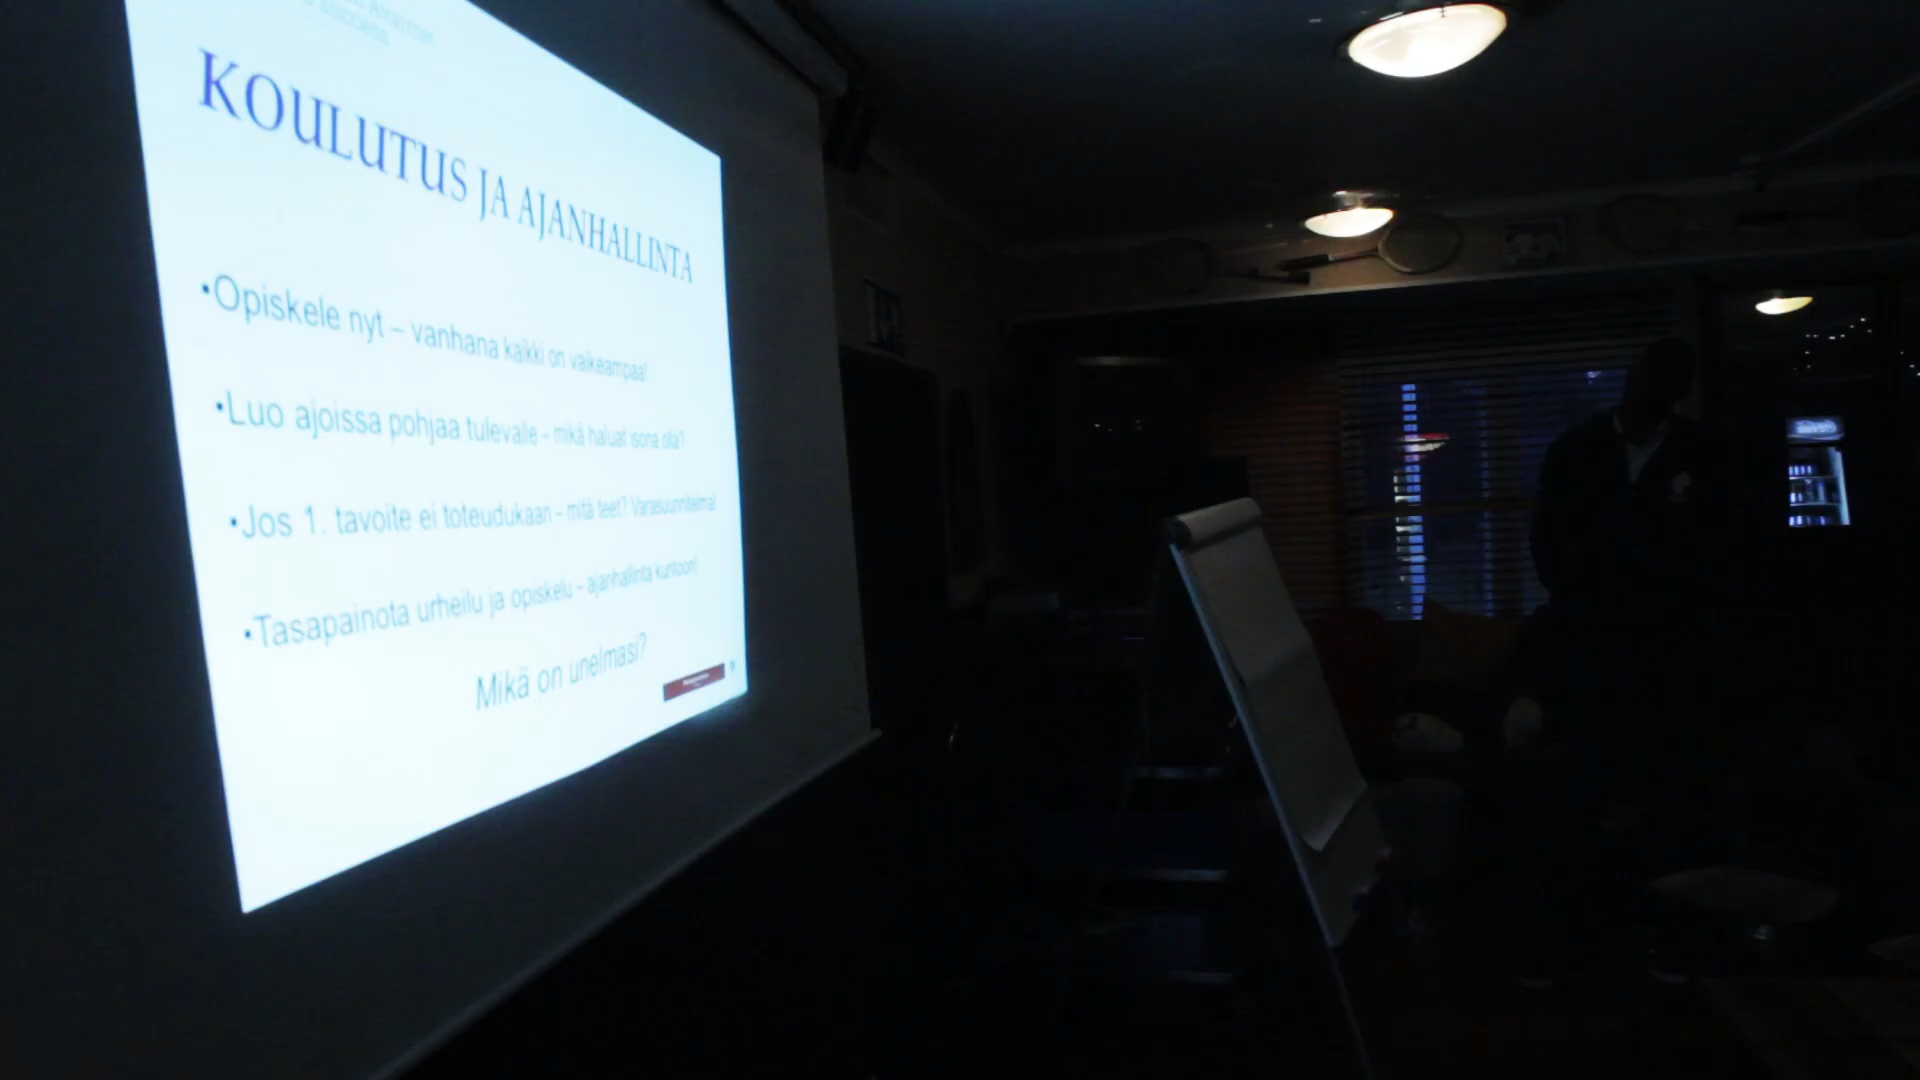 KOULUTUS JA AJANHALLINTA
•Opiskele nyt – vanhana kaikki on vaikeampaa!
•Luo ajoissa pohjaa tulevalle – mikä haluat isona olla?
•Jos 1. tavoite ei toteudukaan – mitä teet? Varasuunnitelma!
•Tasapainota urheilu ja opiskelu – ajanhallinta kuntoon!
Mikä on unelmasi?